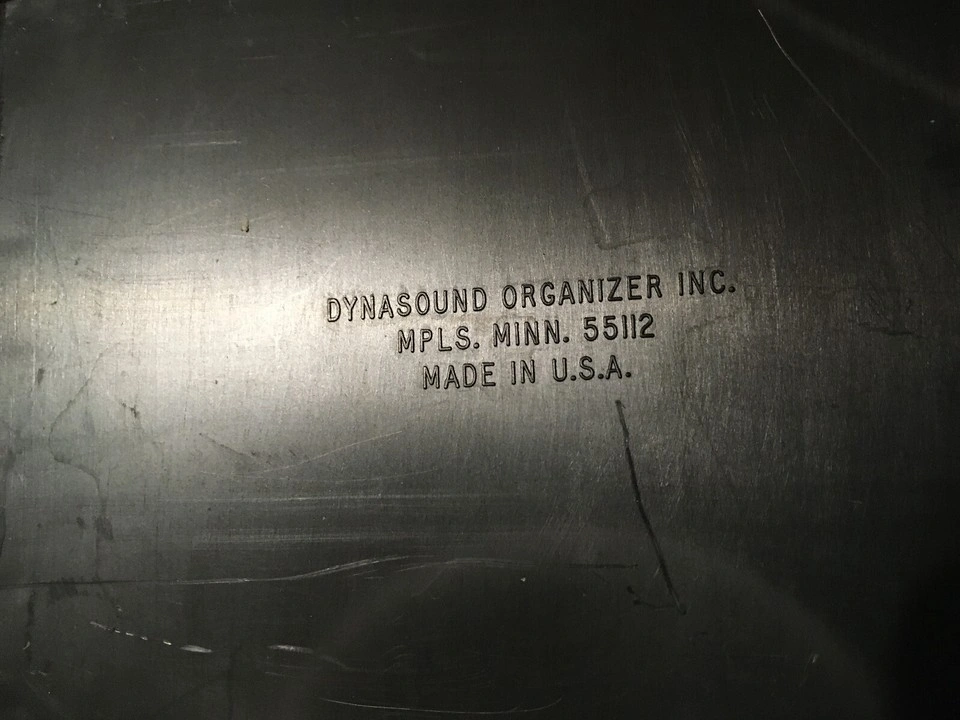 DYNASOUND ORGANIZER INC.
MPLS. MINN. 55112
MADE IN U.S.A.